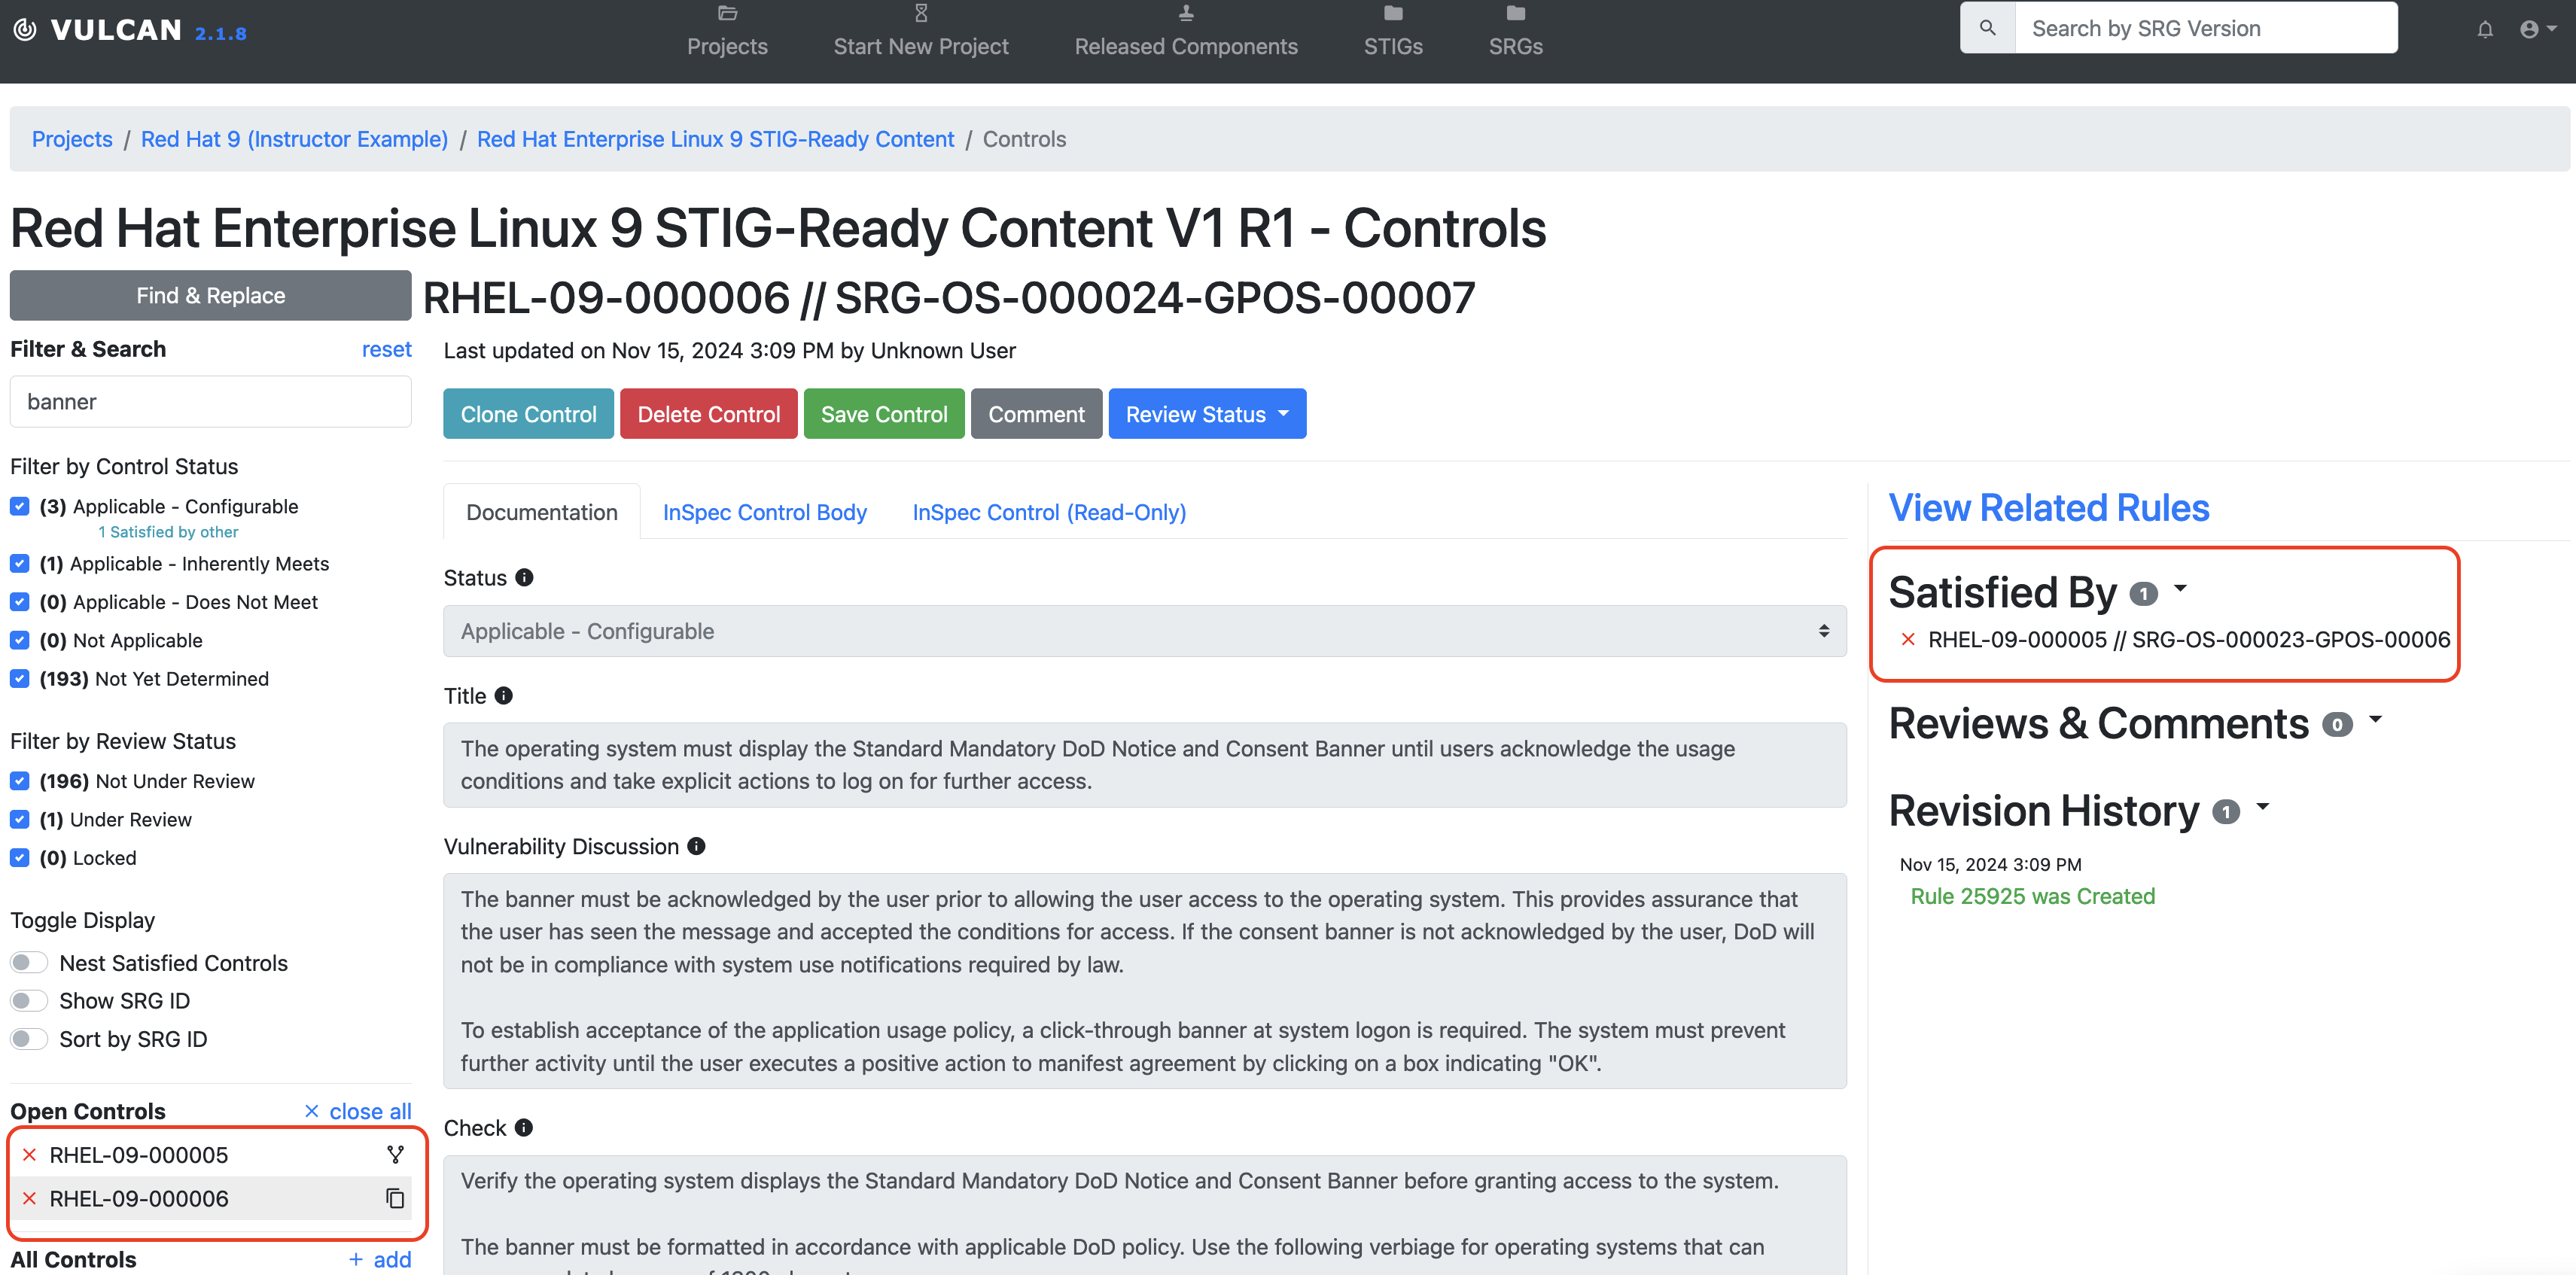 VULCAN 2.1.8
Projects
Start New Project
Released Components
STIGs
SRGs
Search by SRG Version
Projects / Red Hat 9 (Instructor Example) / Red Hat Enterprise Linux 9 STIG-Ready Content / Controls
Red Hat Enterprise Linux 9 STIG-Ready Content V1 R1 - Controls
Find & Replace
Filter & Search
reset
banner
Filter by Control Status
(3) Applicable - Configurable
1 Satisfied by other
(1) Applicable - Inherently Meets
(0) Applicable - Does Not Meet
(0) Not Applicable
(193) Not Yet Determined
Filter by Review Status
(196) Not Under Review
(1) Under Review
(0) Locked
Toggle Display
Nest Satisfied Controls
Show SRG ID
Sort by SRG ID
Open Controls
close all
RHEL-09-000005
RHEL-09-000006
All Controls
+ add
RHEL-09-000006 // SRG-OS-000024-GPOS-00007
Last updated on Nov 15, 2024 3:09 PM by Unknown User
Clone Control
Delete Control
Save Control
Comment
Review Status
Documentation
InSpec Control Body
InSpec Control (Read-Only)
Status
Applicable - Configurable
Title
The operating system must display the Standard Mandatory DoD Notice and Consent Banner until users acknowledge the usage
conditions and take explicit actions to log on for further access.
Vulnerability Discussion
The banner must be acknowledged by the user prior to allowing the user access to the operating system. This provides assurance that
the user has seen the message and accepted the conditions for access. If the consent banner is not acknowledged by the user, DoD will
not be in compliance with system use notifications required by law.
To establish acceptance of the application usage policy, a click-through banner at system logon is required. The system must prevent
further activity until the user executes a positive action to manifest agreement by clicking on a box indicating "OK".
Check
Verify the operating system displays the Standard Mandatory DoD Notice and Consent Banner before granting access to the system.
The banner must be formatted in accordance with applicable DoD policy. Use the following verbiage for operating systems that can
View Related Rules
Satisfied By 1
RHEL-09-000005 // SRG-OS-000023-GPOS-00006
Reviews & Comments 0
Revision History 1
Nov 15, 2024 3:09 PM
Rule 25925 was Created